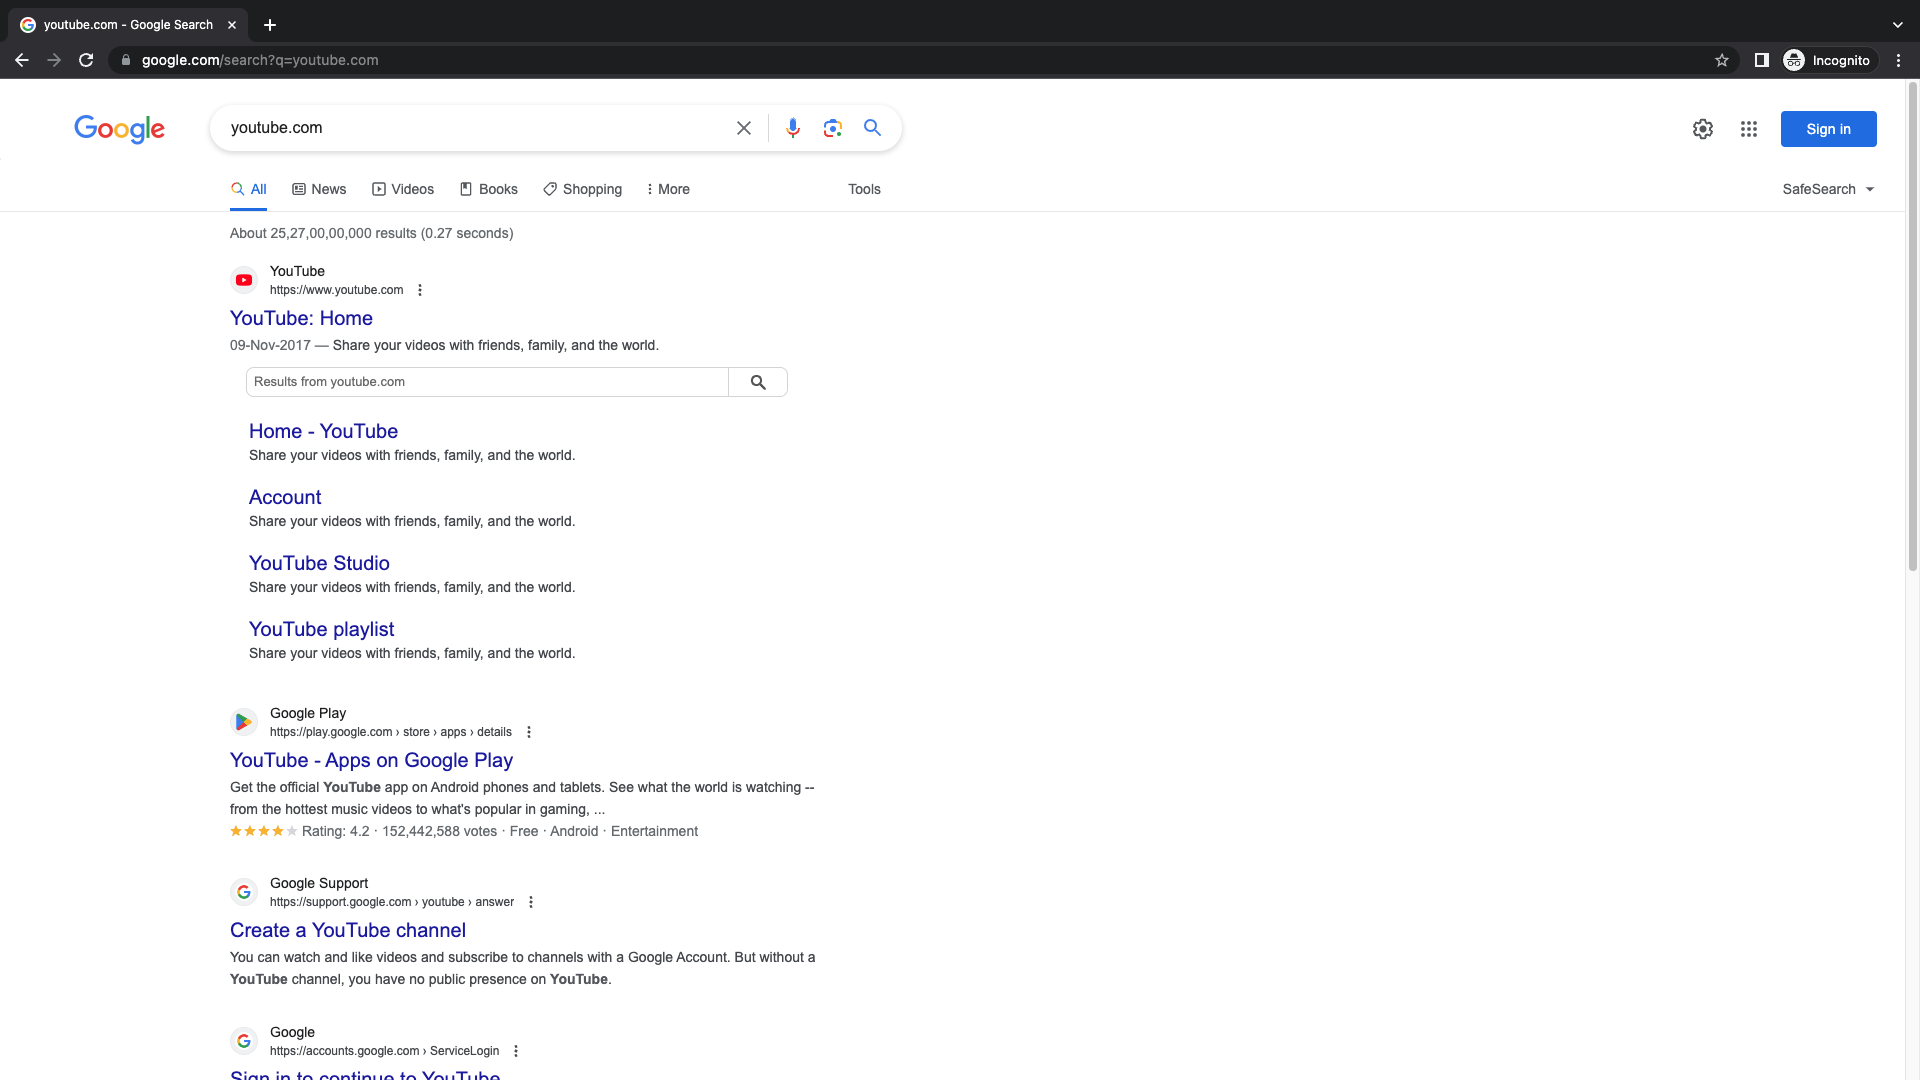 youtube.com - Google Search
google.com/search?q=youtube.com
Incognito
Google
youtube.com
Sign in
All
News
Videos
Books
Shopping
More
Tools
SafeSearch
About 25,27,00,00,000 results (0.27 seconds)
YouTube
https://www.youtube.com
YouTube: Home
09-Nov-2017 — Share your videos with friends, family, and the world.
Results from youtube.com
Home - YouTube
Share your videos with friends, family, and the world.
Account
Share your videos with friends, family, and the world.
YouTube Studio
Share your videos with friends, family, and the world.
YouTube playlist
Share your videos with friends, family, and the world.
Google Play
https://play.google.com › store › apps › details
YouTube - Apps on Google Play
Get the official YouTube app on Android phones and tablets. See what the world is watching --
from the hottest music videos to what's popular in gaming, ...
Rating: 4.2 · 152,442,588 votes · Free · Android · Entertainment
Google Support
https://support.google.com › youtube › answer
Create a YouTube channel
You can watch and like videos and subscribe to channels with a Google Account. But without a
YouTube channel, you have no public presence on YouTube.
Google
https://accounts.google.com › ServiceLogin
Sign in to continue to YouTube